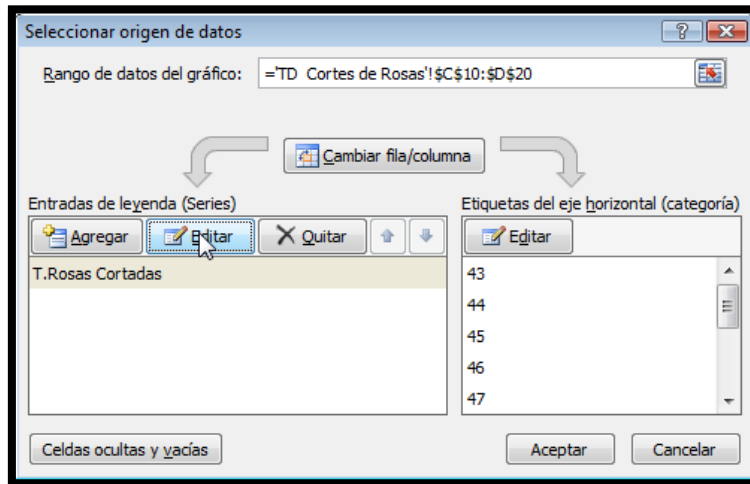 Seleccionar origen de datos
Rango de datos del gráfico: ='TD Cortes de Rosas'!$C$10:$D$20
Cambiar fila/columna
Entradas de leyenda (Series)
Agregar Editar Quitar
T.Rosas Cortadas
Etiquetas del eje horizontal (categoría)
Editar
43
44
45
46
47
Celdas ocultas y vacías
Aceptar Cancelar